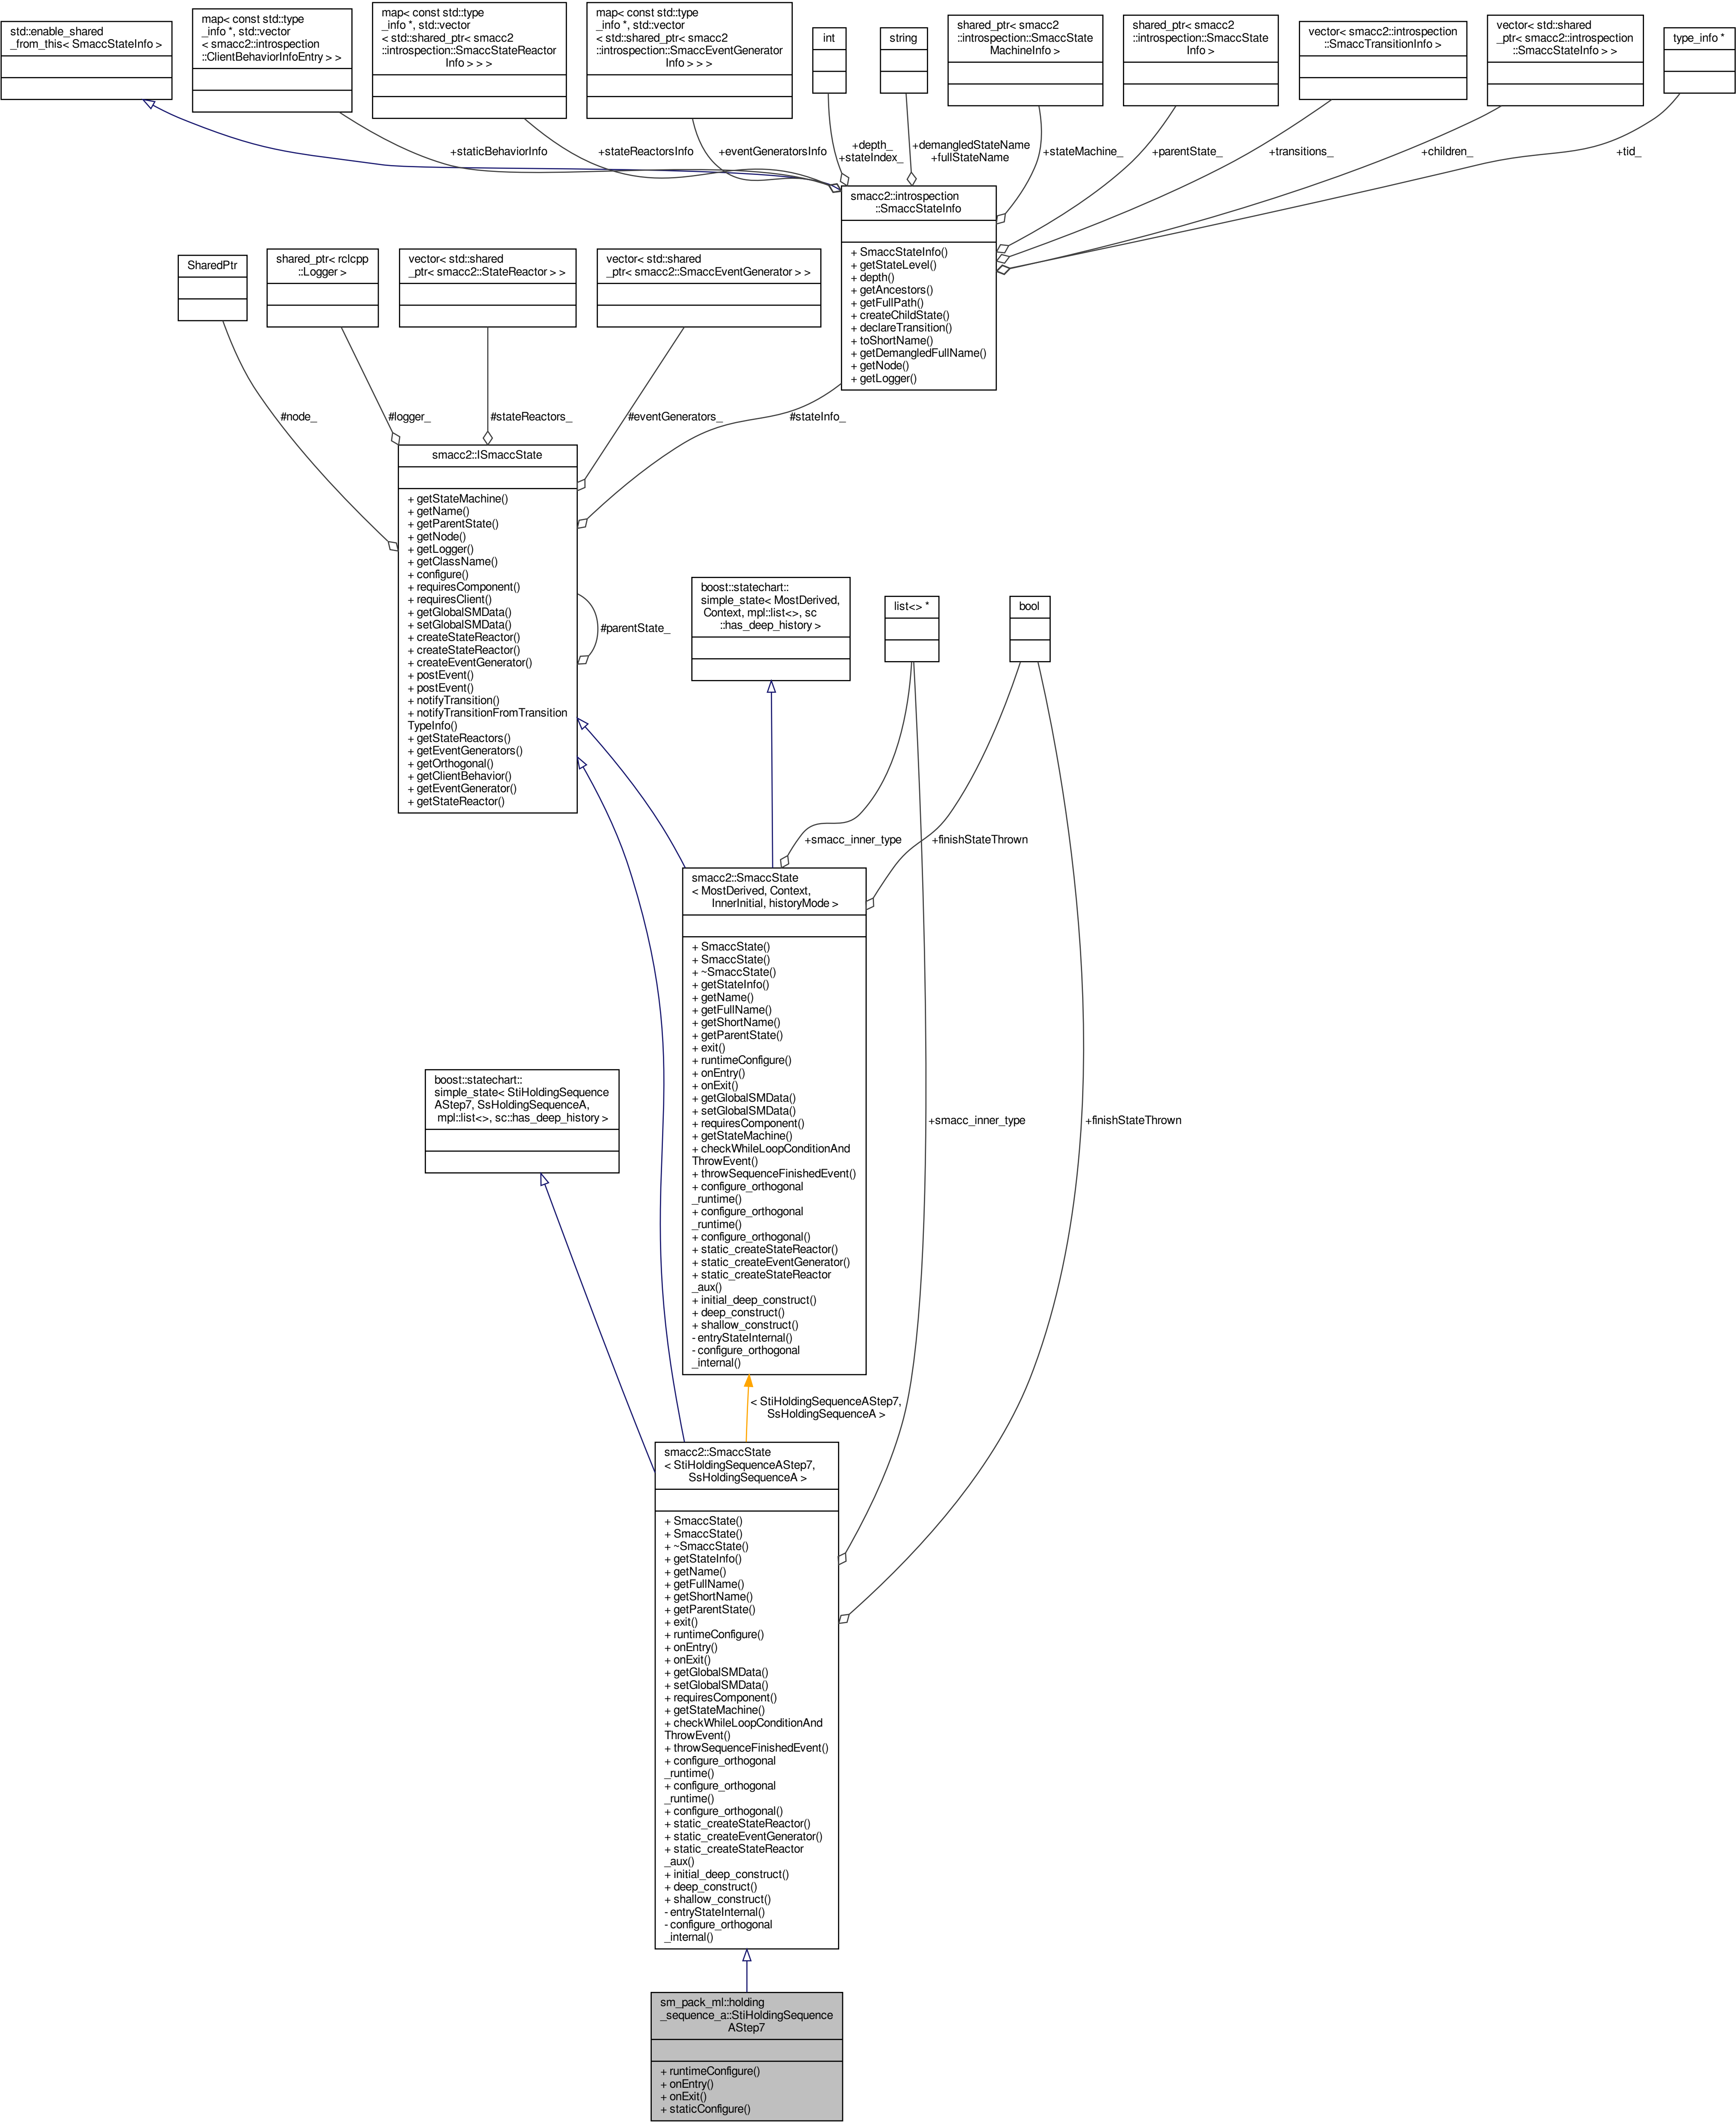 std::enable_shared
_from_this< SmaccStateInfo >
map< const std::type
_info *, std::vector
< smacc2::introspection
::ClientBehaviorInfoEntry > >
map< const std::type
_info *, std::vector
< std::shared_ptr< smacc2
::introspection::SmaccStateReactor
Info > > >
map< const std::type
_info *, std::vector
< std::shared_ptr< smacc2
::introspection::SmaccEventGenerator
Info > > >
int
string
shared_ptr< smacc2
::introspection::SmaccState
MachineInfo >
shared_ptr< smacc2
::introspection::SmaccState
Info >
vector< smacc2::introspection
::SmaccTransitionInfo >
vector< std::shared
_ptr< smacc2::introspection
::SmaccStateInfo > >
type_info *
+staticBehaviorInfo
+stateReactorsInfo
+eventGeneratorsInfo
+depth_
+stateIndex_
+demangledStateName
+fullStateName
+stateMachine_
+parentState_
+transitions_
+children_
+tid_
smacc2::introspection
::SmaccStateInfo
+ SmaccStateInfo()
+ getStateLevel()
+ depth()
+ getAncestors()
+ getFullPath()
+ createChildState()
+ declareTransition()
+ toShortName()
+ getDemangledFullName()
+ getNode()
+ getLogger()
SharedPtr
shared_ptr< rclcpp
::Logger >
vector< std::shared
_ptr< smacc2::StateReactor > >
vector< std::shared
_ptr< smacc2::SmaccEventGenerator > >
#node_
#logger_
#stateReactors_
#eventGenerators_
#stateInfo_
smacc2::ISmaccState
+ getStateMachine()
+ getName()
+ getParentState()
+ getNode()
+ getLogger()
+ getClassName()
+ configure()
+ requiresComponent()
+ requiresClient()
+ getGlobalSMData()
+ setGlobalSMData()
+ createStateReactor()
+ createStateReactor()
+ createEventGenerator()
+ postEvent()
+ postEvent()
+ notifyTransition()
+ notifyTransitionFromTransition
TypeInfo()
+ getStateReactors()
+ getEventGenerators()
+ getOrthogonal()
+ getClientBehavior()
+ getEventGenerator()
+ getStateReactor()
#parentState_
boost::statechart::
simple_state< MostDerived,
Context, mpl::list<>, sc
::has_deep_history >
list<> *
bool
+smacc_inner_type
+finishStateThrown
smacc2::SmaccState
< MostDerived, Context,
InnerInitial, historyMode >
+ SmaccState()
+ SmaccState()
+ ~SmaccState()
+ getStateInfo()
+ getName()
+ getFullName()
+ getShortName()
+ getParentState()
+ exit()
+ runtimeConfigure()
+ onEntry()
+ onExit()
+ getGlobalSMData()
+ setGlobalSMData()
+ requiresComponent()
+ getStateMachine()
+ checkWhileLoopConditionAnd
ThrowEvent()
+ throwSequenceFinishedEvent()
+ configure_orthogonal
_runtime()
+ configure_orthogonal
_runtime()
+ configure_orthogonal()
+ static_createStateReactor()
+ static_createEventGenerator()
+ static_createStateReactor
_aux()
+ initial_deep_construct()
+ deep_construct()
+ shallow_construct()
- entryStateInternal()
- configure_orthogonal
_internal()
+smacc_inner_type
+finishStateThrown
boost::statechart::
simple_state< StiHoldingSequence
AStep7, SsHoldingSequenceA,
mpl::list<>, sc::has_deep_history >
< StiHoldingSequenceAStep7,
SsHoldingSequenceA >
smacc2::SmaccState
< StiHoldingSequenceAStep7,
SsHoldingSequenceA >
+ SmaccState()
+ SmaccState()
+ ~SmaccState()
+ getStateInfo()
+ getName()
+ getFullName()
+ getShortName()
+ getParentState()
+ exit()
+ runtimeConfigure()
+ onEntry()
+ onExit()
+ getGlobalSMData()
+ setGlobalSMData()
+ requiresComponent()
+ getStateMachine()
+ checkWhileLoopConditionAnd
ThrowEvent()
+ throwSequenceFinishedEvent()
+ configure_orthogonal
_runtime()
+ configure_orthogonal
_runtime()
+ configure_orthogonal()
+ static_createStateReactor()
+ static_createEventGenerator()
+ static_createStateReactor
_aux()
+ initial_deep_construct()
+ deep_construct()
+ shallow_construct()
- entryStateInternal()
- configure_orthogonal
_internal()
sm_pack_ml::holding
_sequence_a::StiHoldingSequence
AStep7
+ runtimeConfigure()
+ onEntry()
+ onExit()
+ staticConfigure()